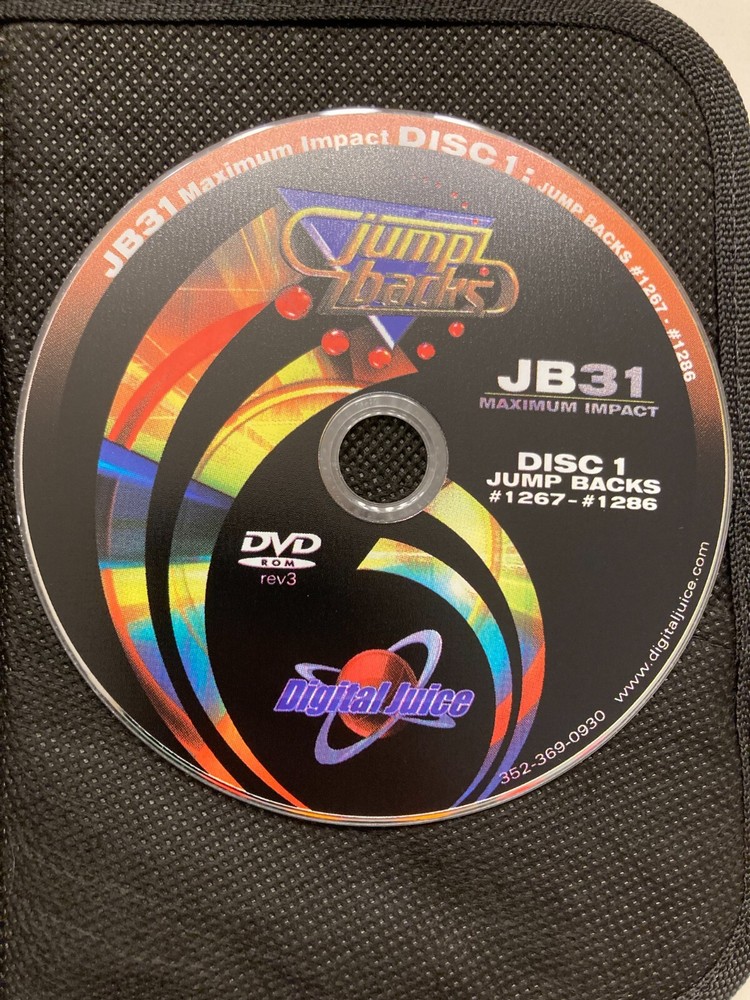 JB31 Maximum Impact DISC 1: JUMP BACKS #1267 - #1286
jump
backs
JB31
MAXIMUM IMPACT
DISC 1
JUMP BACKS
#1267-#1286
DVD
ROM
rev3
Digital Juice
352-369-0930 www.digitaljuice.com